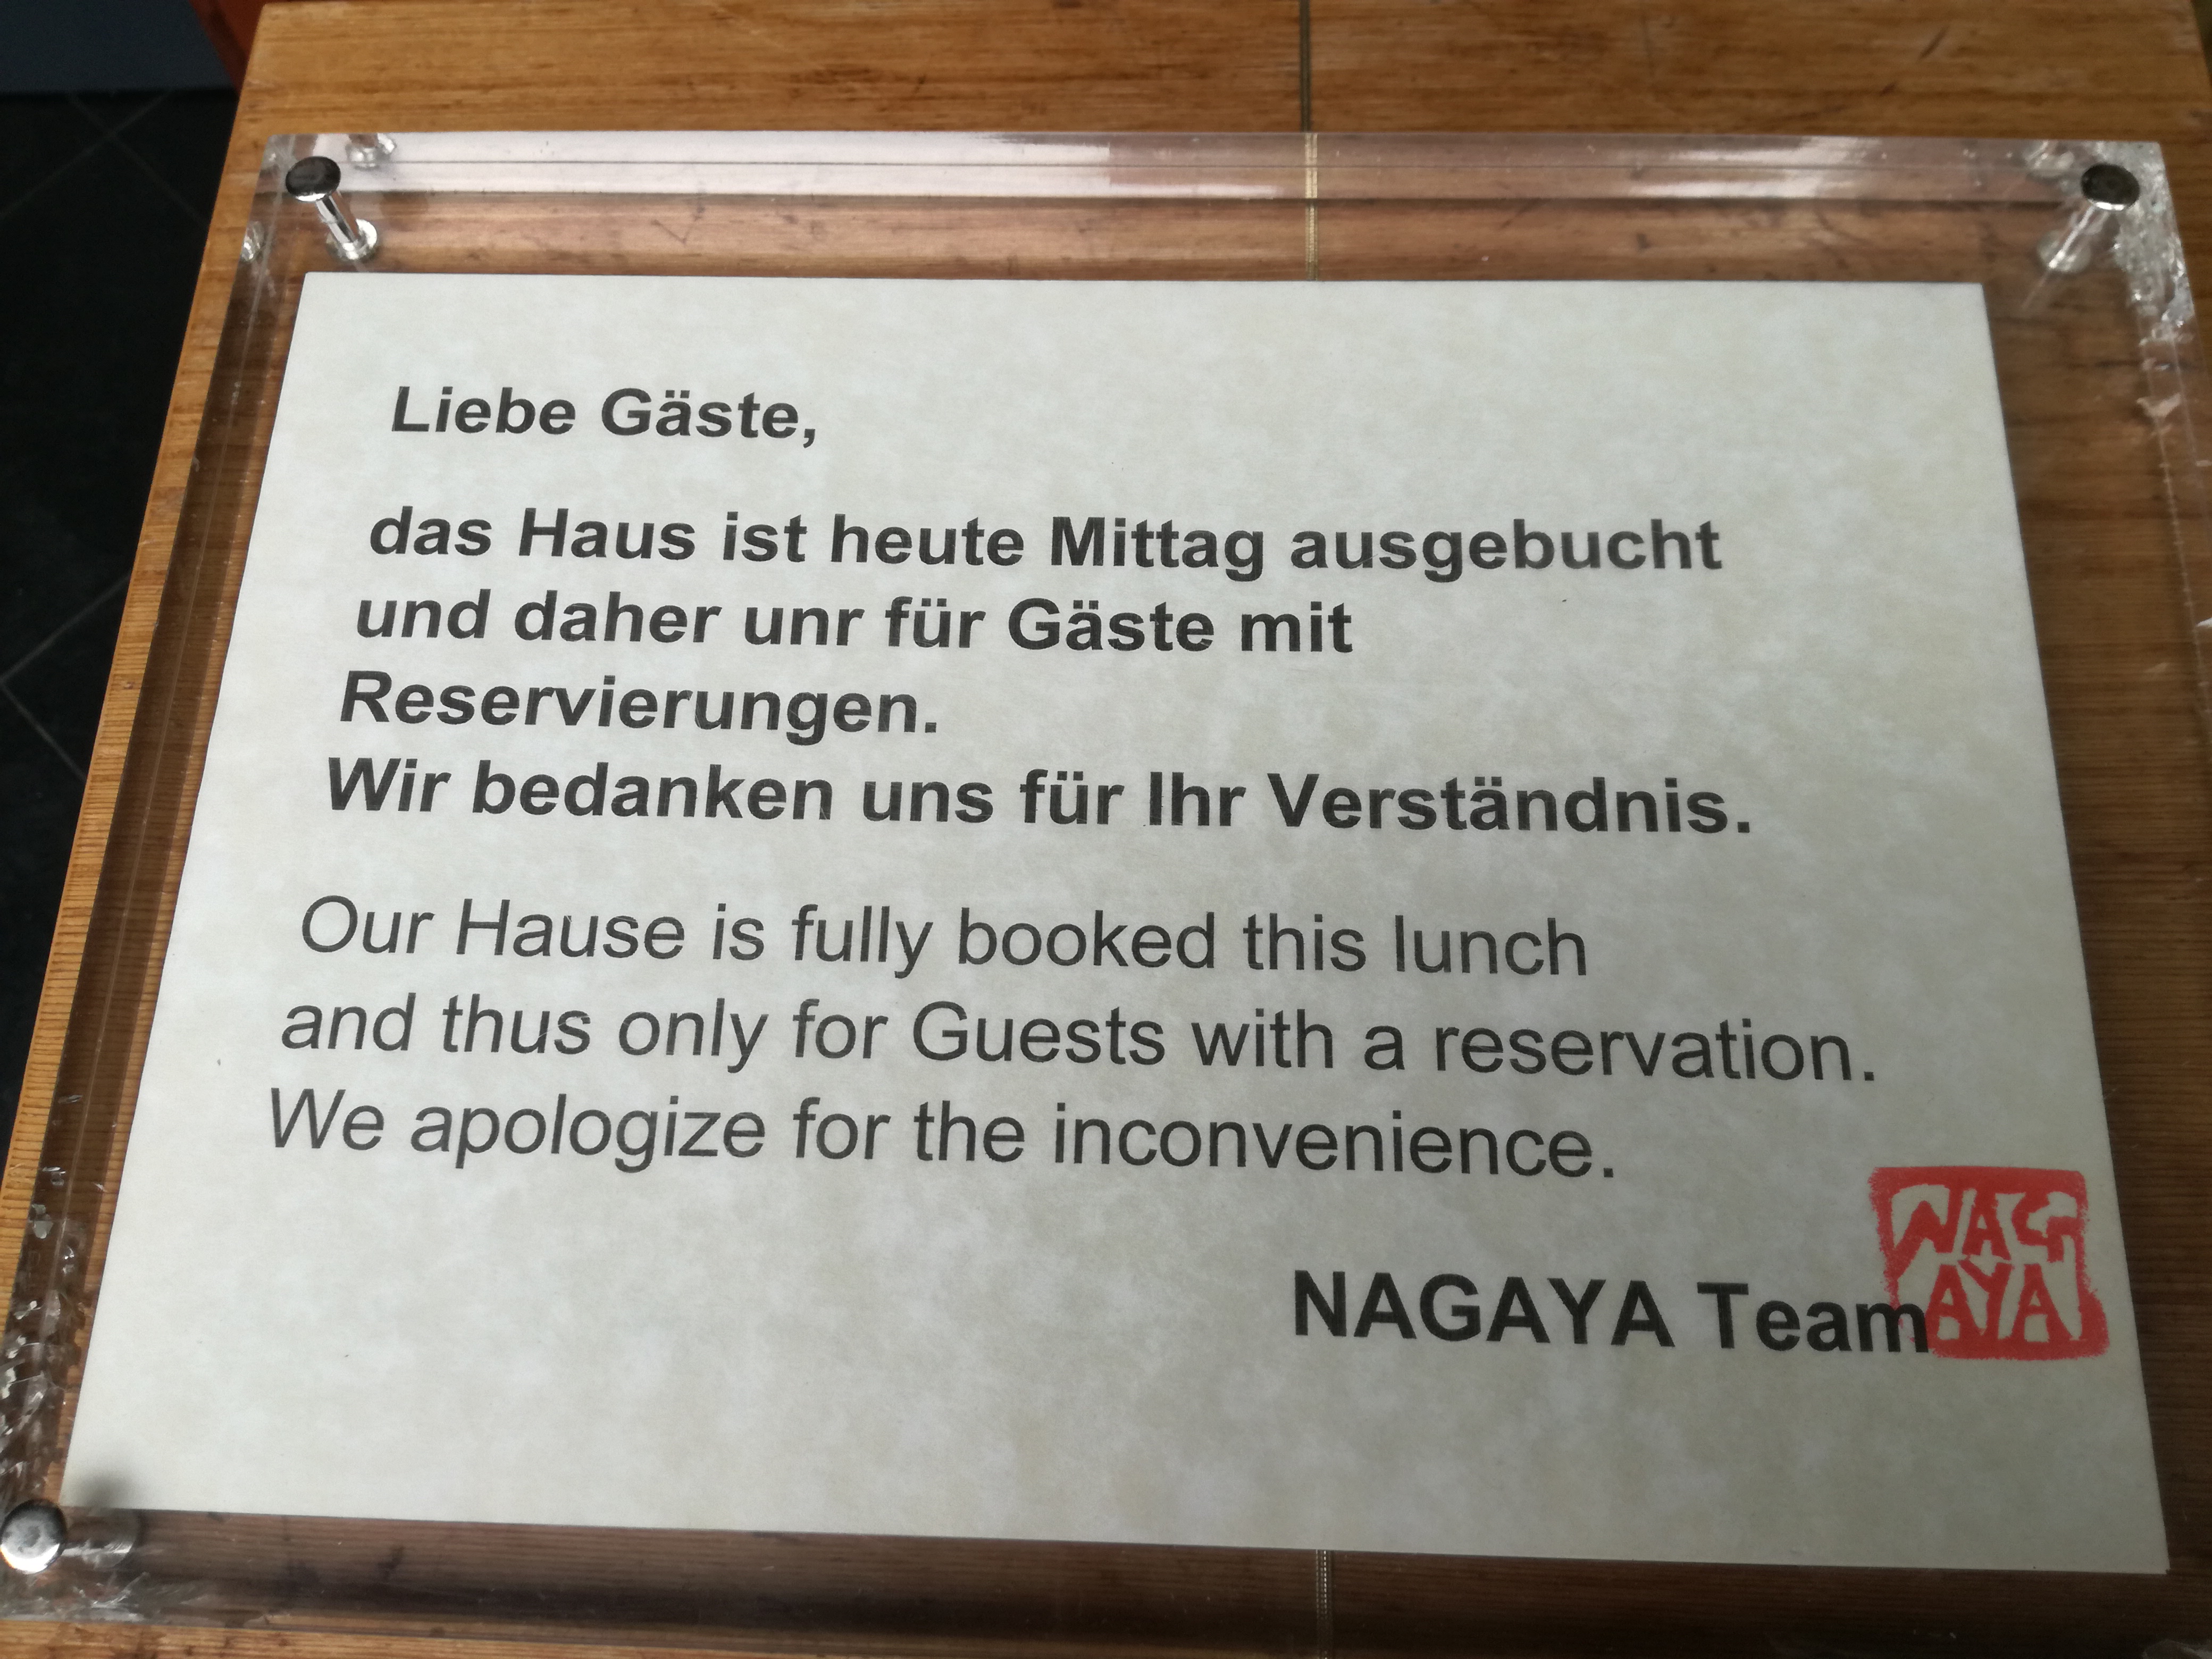 Liebe Gäste,
das Haus ist heute Mittag ausgebucht
und daher unr für Gäste mit
Reservierungen.
Wir bedanken uns für Ihr Verständnis.
Our Hause is fully booked this lunch
and thus only for Guests with a reservation.
We apologize for the inconvenience.
NAGAYA Team
NAG
AYA